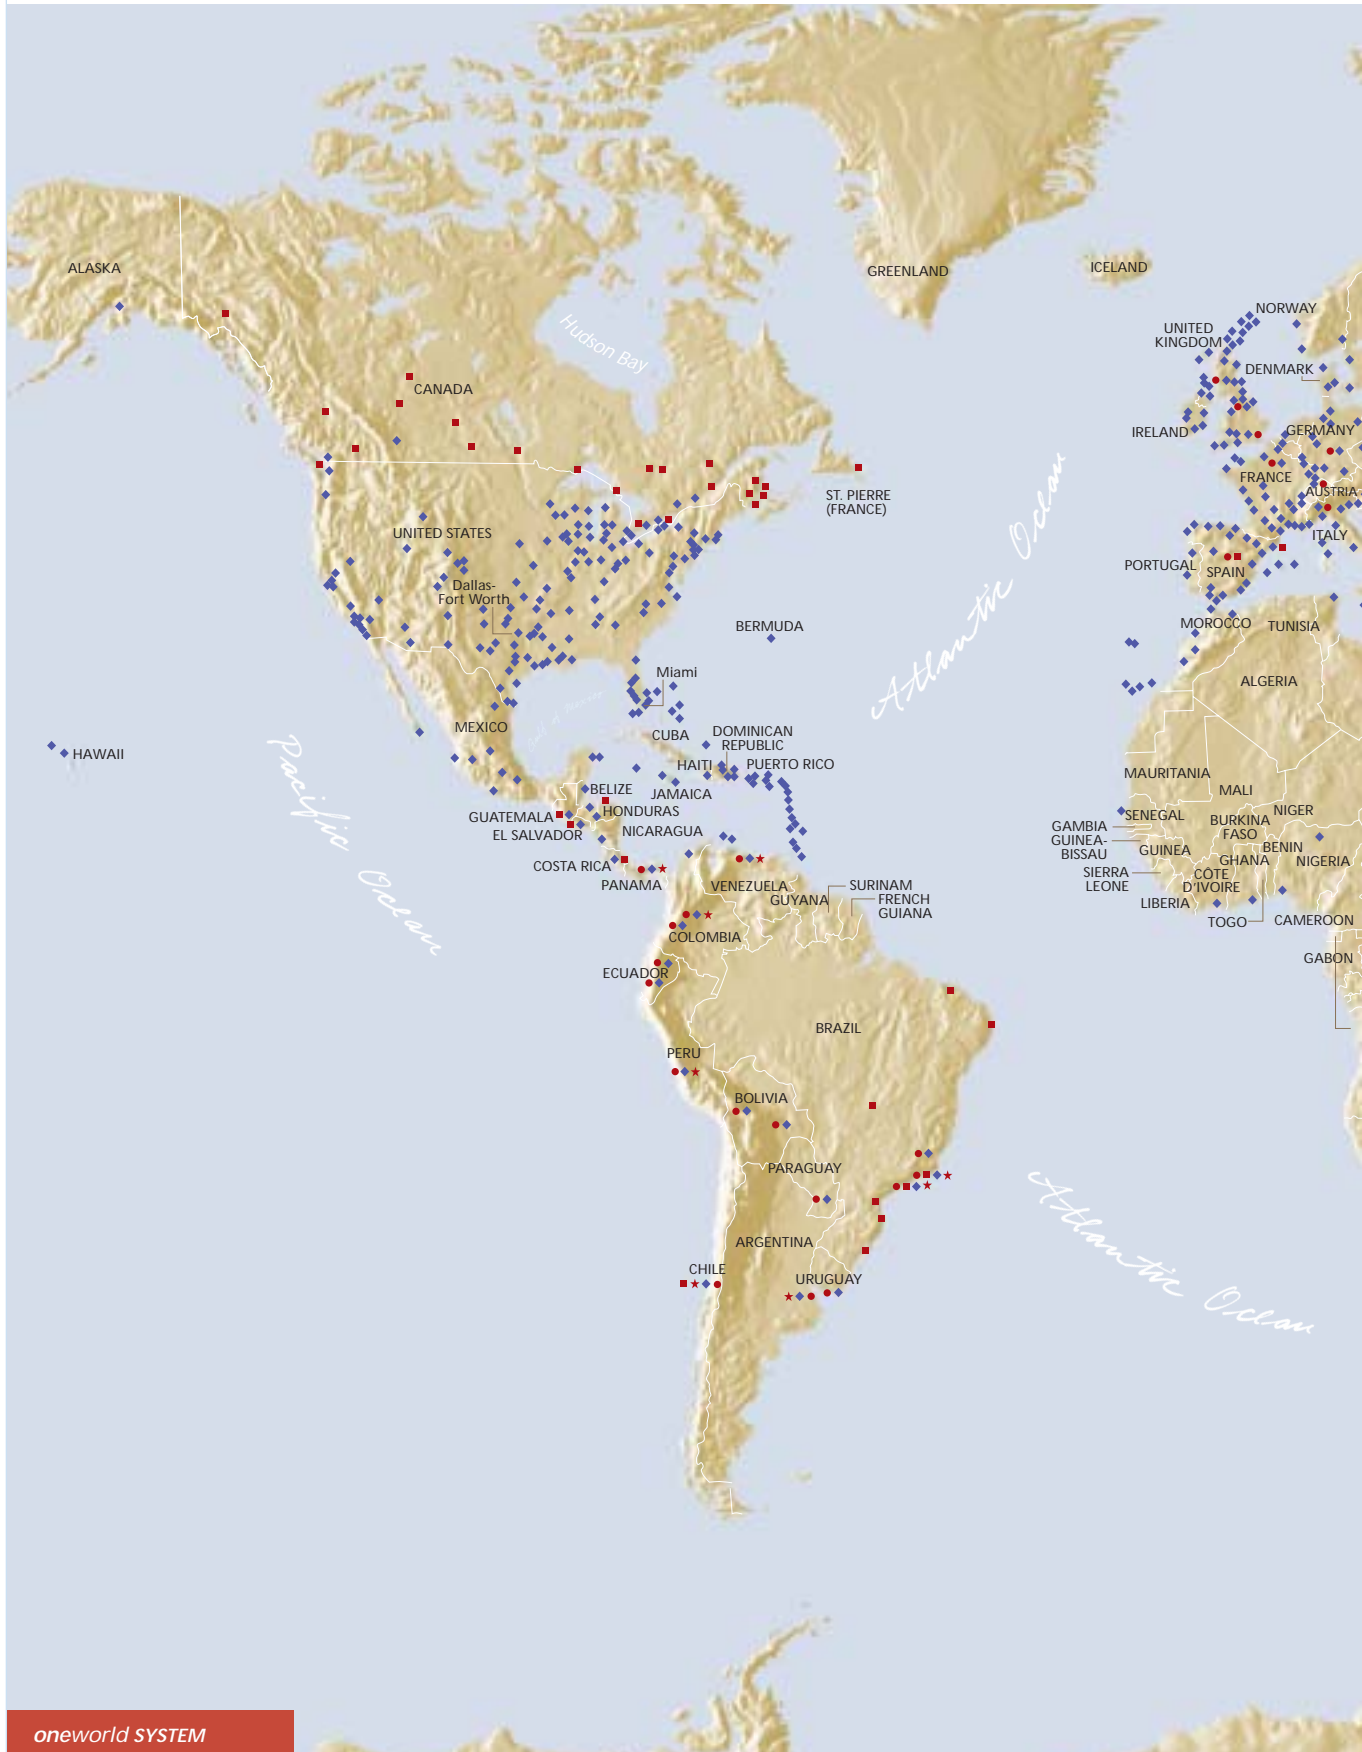 ALASKA
GREENLAND
ICELAND
NORWAY
UNITED
KINGDOM
Hudson Bay
DENMARK
CANADA
IRELAND
GERMANY
FRANCE
AUSTRIA
ST. PIERRE
(FRANCE)
UNITED STATES
ITALY
Atlantic Ocean
PORTUGAL
SPAIN
Dallas-
Fort Worth
BERMUDA
MOROCCO
TUNISIA
Miami
ALGERIA
MEXICO
CUBA
DOMINICAN
REPUBLIC
HAWAII
HAITI
PUERTO RICO
Pacific
Ocean
MAURITANIA
MALI
BELIZE
JAMAICA
GUATEMALA
HONDURAS
EL SALVADOR
NICARAGUA
SENEGAL
NIGER
GAMBIA
BURKINA
FASO
GUINEA-
BISSAU
GUINEA
BENIN
GHANA
NIGERIA
COSTA RICA
PANAMA
VENEZUELA
SIERRA
LEONE
CÔTE
D'IVOIRE
GUYANA
SURINAM
FRENCH
GUIANA
LIBERIA
TOGO
CAMEROON
COLOMBIA
GABON
ECUADOR
BRAZIL
PERU
BOLIVIA
PARAGUAY
Atlantic Ocean
ARGENTINA
CHILE
URUGUAY
oneworld SYSTEM